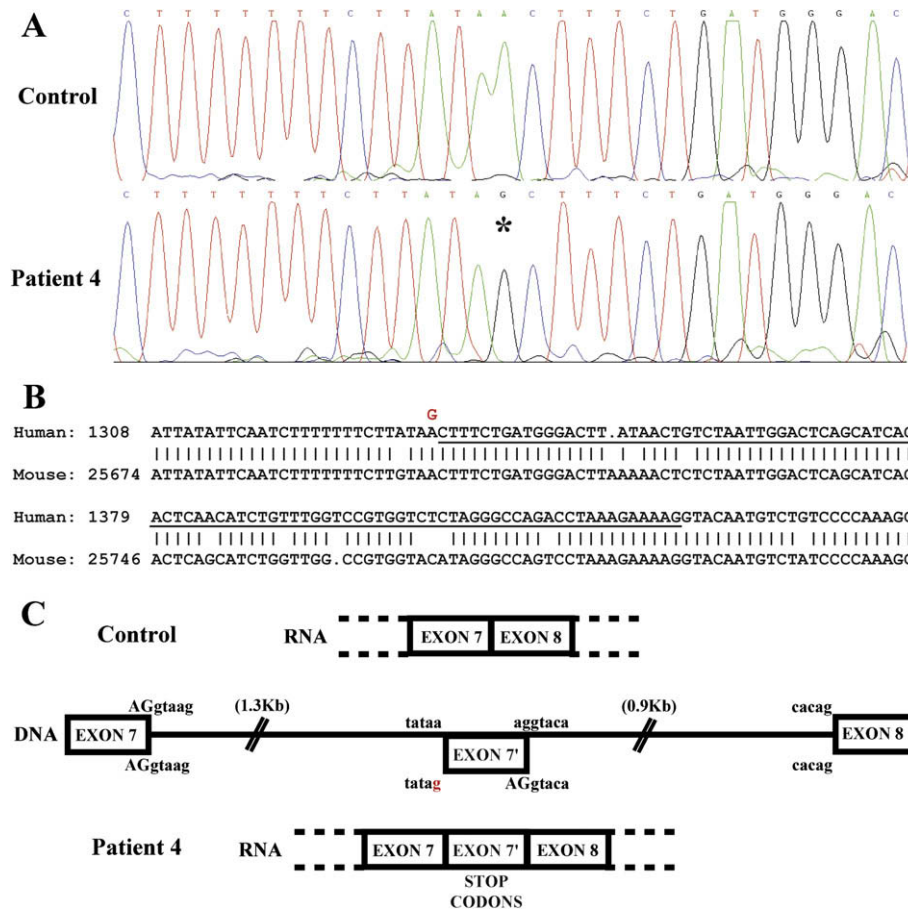 A
C T T T T T T T C T T A T A A C T T T C T G A T G G G A C
Control
C T T T T T T T C T T A T A G C T T T C T G A T G G G A C
*
Patient 4
B
G
Human: 1308 ATTATATTCAATCTTTTTTTCTTATAACTTTCTGATGGGACTT.ATAACTGTCTAATTGGACTCAGCATCAG
Mouse: 25674 ATTATATTCAATCTTTTTTTCTTGTAACTTTCTGATGGGACTTAAAAACTCTCTAATTGGACTCAGCATCAG
Human: 1379 ACTCAACATCTGTTTGGTCCGTGGTCTCTAGGGCCAGACCTAAAGAAAAGGTACAATGTCTGTCCCCAAAGG
Mouse: 25746 ACTCAGCATCTGGTTGG.CCGTGGTACATAGGGCCAGTCCTAAAGAAAAGGTACAATGTCTATCCCCAAAGG
C
Control RNA EXON 7 EXON 8
AGgtaag (1.3Kb) tataa aggtaca (0.9Kb) cacag
DNA EXON 7 EXON 7' EXON 8
AGgtaag tatag AGgtaca cacag
Patient 4 RNA EXON 7 EXON 7' EXON 8
STOP
CODONS